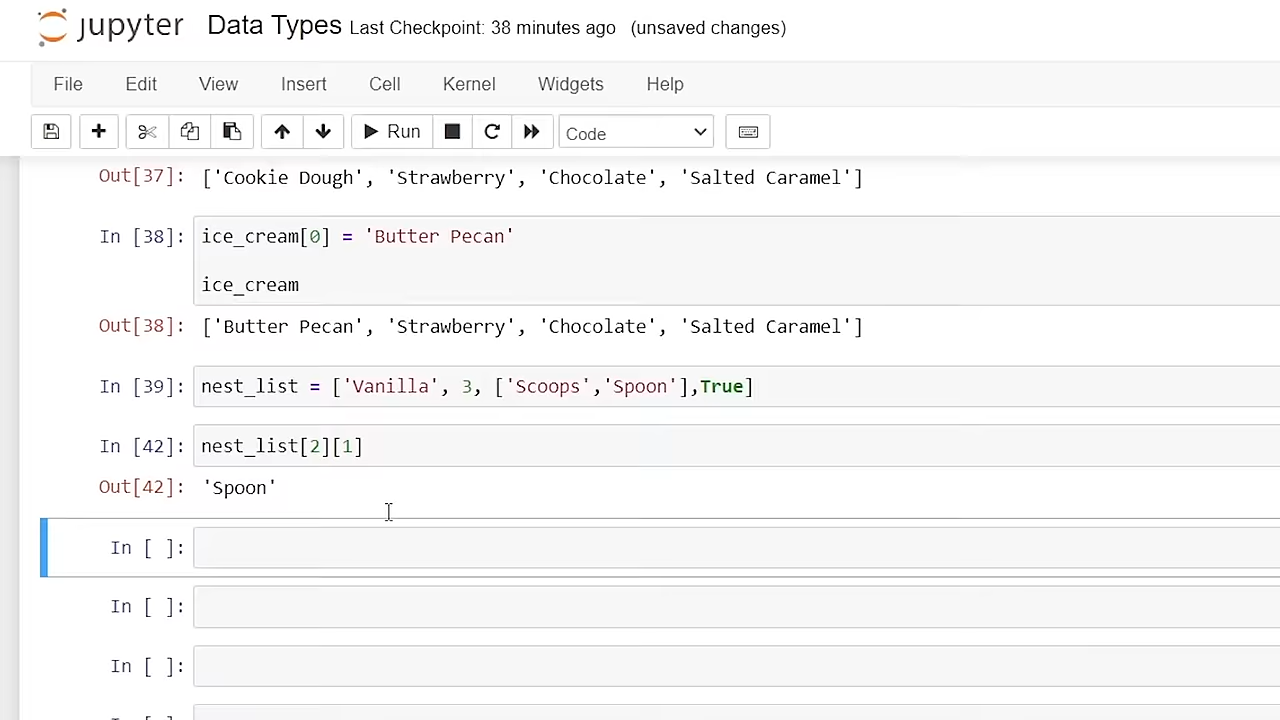 jupyter Data Types Last Checkpoint: 38 minutes ago (unsaved changes)
File Edit View Insert Cell Kernel Widgets Help
Run Code
Out[37]: ['Cookie Dough', 'Strawberry', 'Chocolate', 'Salted Caramel']
In [38]: ice_cream[0] = 'Butter Pecan'
ice_cream
Out[38]: ['Butter Pecan', 'Strawberry', 'Chocolate', 'Salted Caramel']
In [39]: nest_list = ['Vanilla', 3, ['Scoops','Spoon'],True]
In [42]: nest_list[2][1]
Out[42]: 'Spoon'
In [ ]:
In [ ]:
In [ ]: